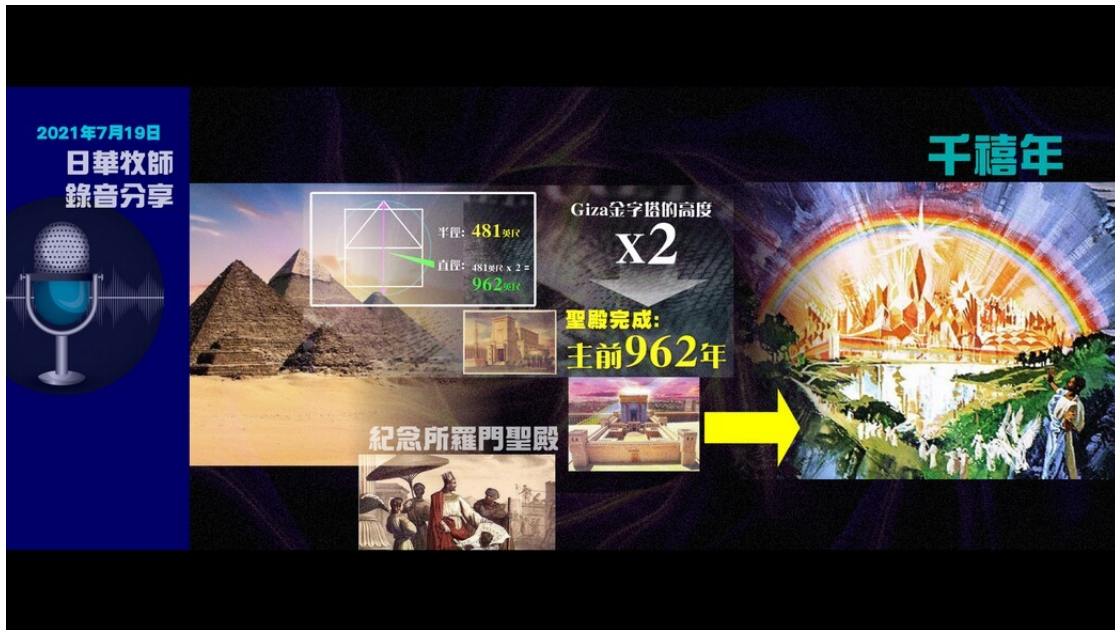 2021年7月19日
日華牧師
錄音分享
千禧年
半徑: 481英尺
直徑: 481英尺 x 2 =
962英尺
Giza金字塔的高度
X2
聖殿完成:
主前962年
紀念所羅門聖殿